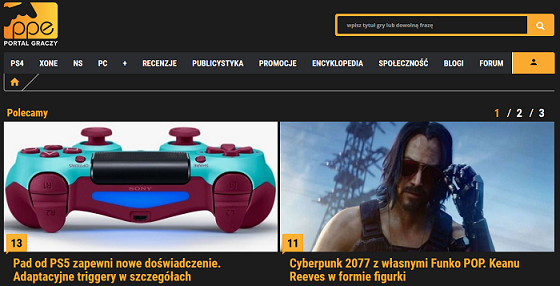 ppe
PORTAL GRACZY
wpisz tytuł gry lub dowolną frazę
PS4 XONE NS PC + RECENZJE PUBLICYSTYKA PROMOCJE ENCYKLOPEDIA SPOŁECZNOŚĆ BLOGI FORUM
Polecamy
1 / 2 / 3
SONY
OPTIONS
13
Pad od PS5 zapewni nowe doświadczenie.
Adaptacyjne triggery w szczegółach
11
Cyberpunk 2077 z własnymi Funko POP. Keanu
Reeves w formie figurki